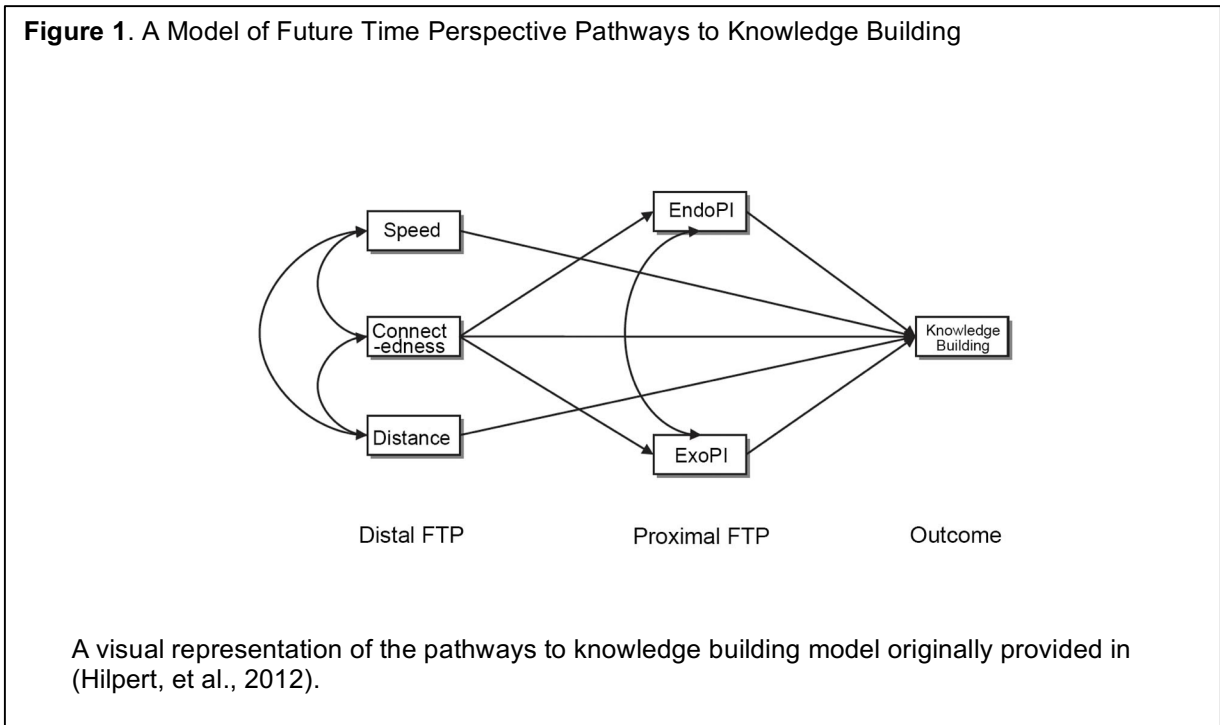 Figure 1. A Model of Future Time Perspective Pathways to Knowledge Building
Speed
Connect
-edness
Distance
EndoPI
ExoPI
Knowledge
Building
Distal FTP
Proximal FTP
Outcome
A visual representation of the pathways to knowledge building model originally provided in
(Hilpert, et al., 2012).